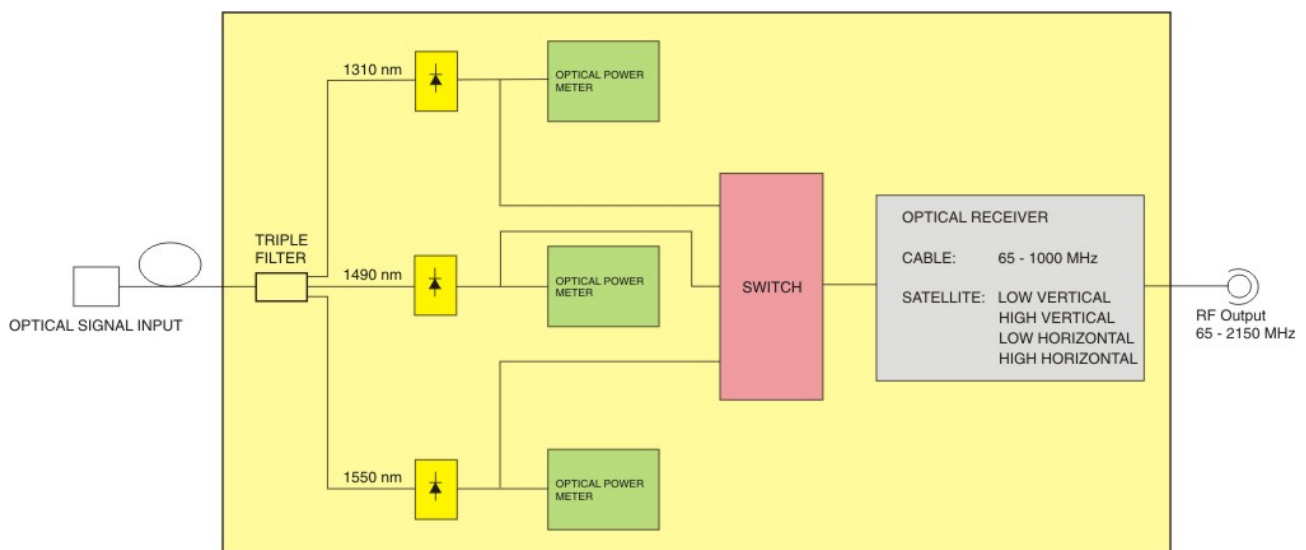 1310 nm
OPTICAL POWER
METER
TRIPLE
FILTER
1490 nm
OPTICAL POWER
METER
OPTICAL SIGNAL INPUT
SWITCH
OPTICAL RECEIVER
CABLE: 65 - 1000 MHz
SATELLITE: LOW VERTICAL
HIGH VERTICAL
LOW HORIZONTAL
HIGH HORIZONTAL
RF Output
65 - 2150 MHz
1550 nm
OPTICAL POWER
METER